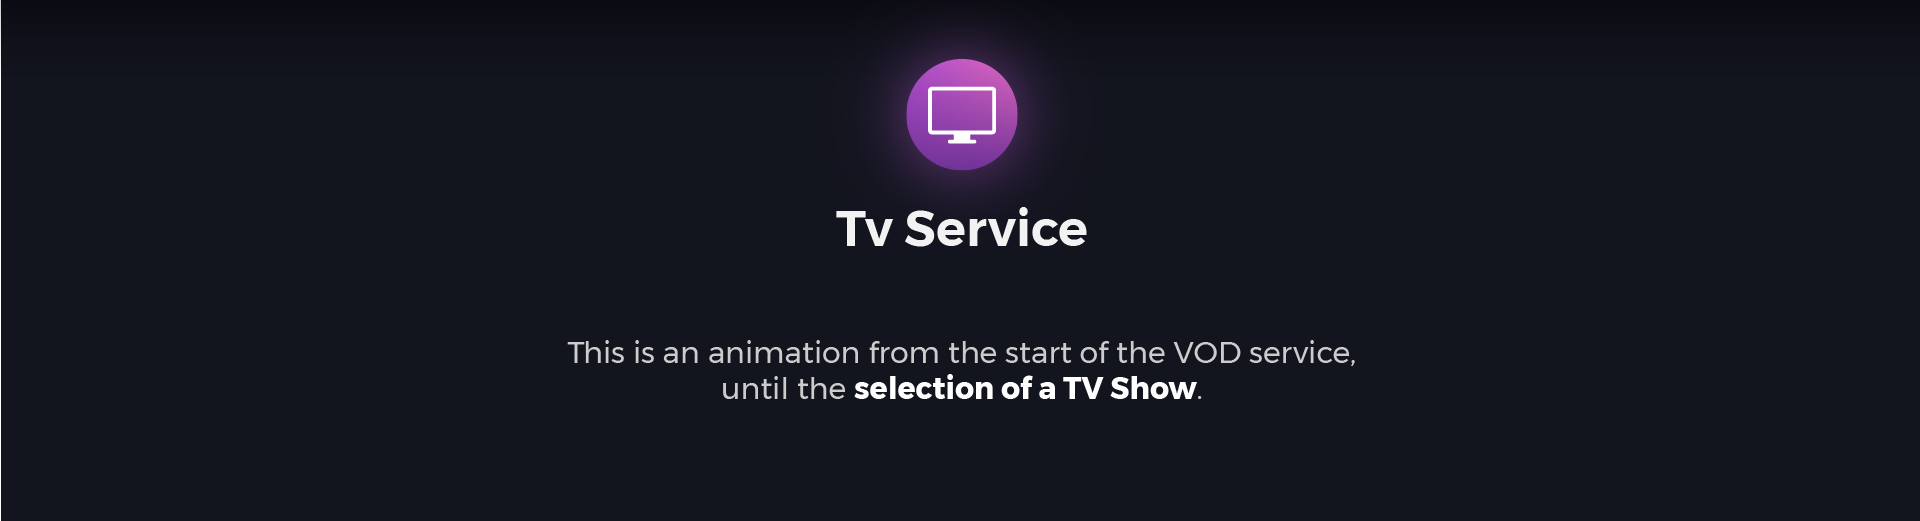 Tv Service
This is an animation from the start of the VOD service,
until the selection of a TV Show.